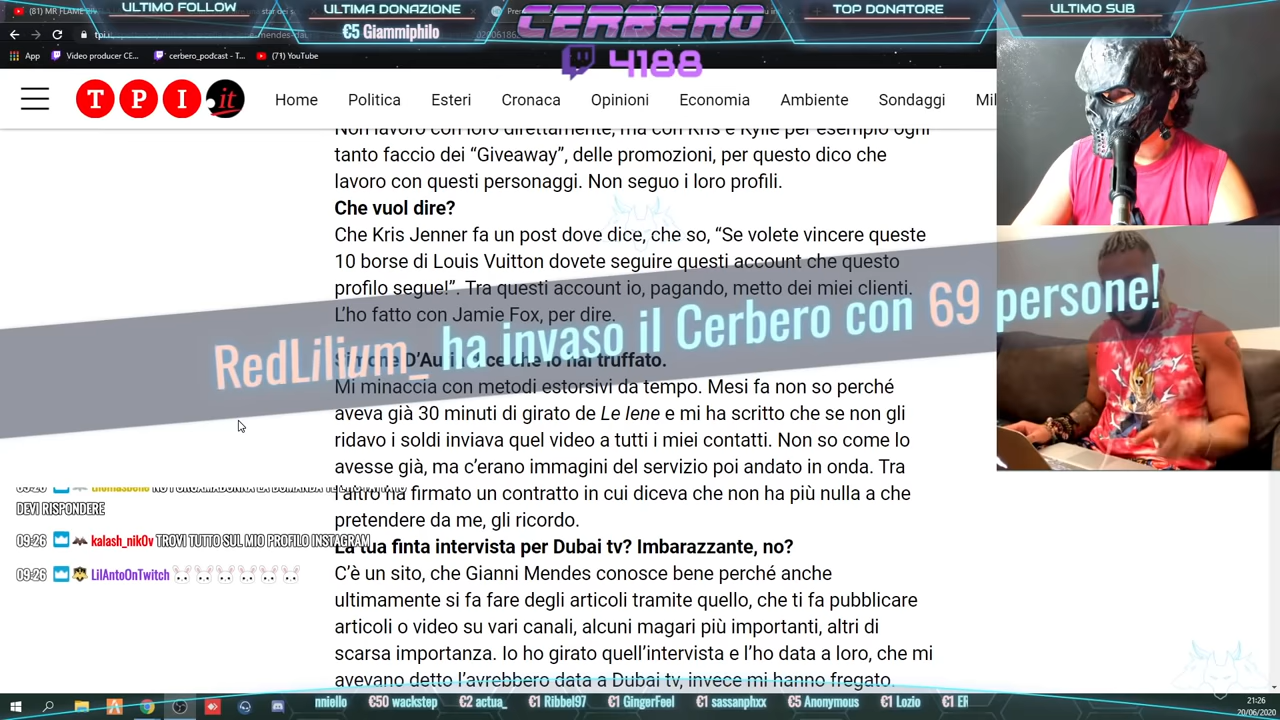 ULTIMO FOLLOW
ULTIMA DONAZIONE
€5 Giammiphilo
CERBERO
4188
TOP DONATORE
ULTIMO SUB
App
Video producer CE...
cerbero_podcast - T...
(71) YouTube
TPI.it
Home
Politica
Esteri
Cronaca
Opinioni
Economia
Ambiente
Sondaggi
Non lavoro con loro direttamente, ma con Kris e Kylie per esempio ogni
tanto faccio dei “Giveaway”, delle promozioni, per questo dico che
lavoro con questi personaggi. Non seguo i loro profili.
Che vuol dire?
Che Kris Jenner fa un post dove dice, che so, “Se volete vincere queste
10 borse di Louis Vuitton dovete seguire questi account che questo
profilo segue!”. Tra questi account io, pagando, metto dei miei clienti.
L’ho fatto con Jamie Fox, per dire.
RedLilium_ ha invaso il Cerbero con 69 persone!
Mi minaccia con metodi estorsivi da tempo. Mesi fa non so perché
aveva già 30 minuti di girato de Le Iene e mi ha scritto che se non gli
ridavo i soldi inviava quel video a tutti i miei contatti. Non so come lo
avesse già, ma c’erano immagini del servizio poi andato in onda. Tra
l’altro ha firmato un contratto in cui diceva che non ha più nulla a che
pretendere da me, gli ricordo.
La tua finta intervista per Dubai tv? Imbarazzante, no?
C’è un sito, che Gianni Mendes conosce bene perché anche
ultimamente si fa fare degli articoli tramite quello, che ti fa pubblicare
articoli o video su vari canali, alcuni magari più importanti, altri di
scarsa importanza. Io ho girato quell’intervista e l’ho data a loro, che mi
avevano detto l’avrebbero data a Dubai tv, invece mi hanno fregato.
DEVI RISPONDERE
09:26 kalash_nik0v TROVI TUTTO SUL MIO PROFILO INSTAGRAM
09:26 LilAntoOnTwitch
nniello €50 wackstep €2 actua_ €1 Ribbel97 €1 GingerFeel €1 sassanphxx €5 Anonymous €1 Lozio €1
21:26
20/06/2020